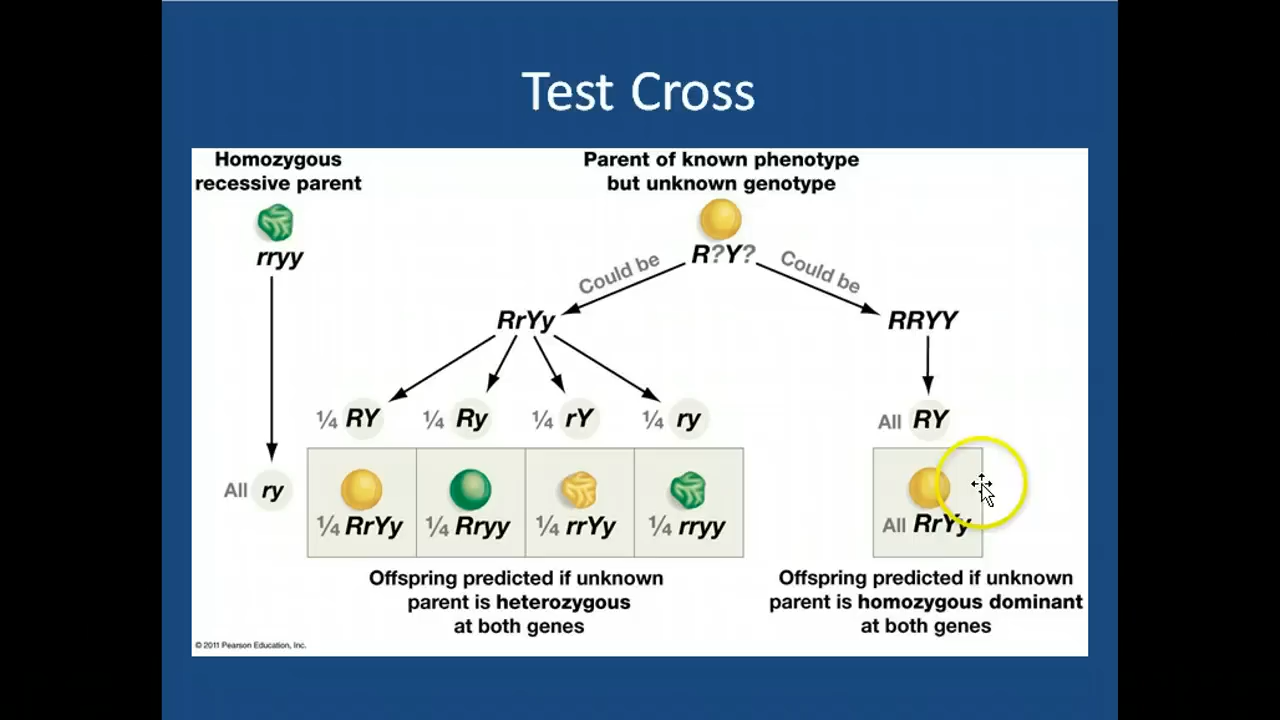 Test Cross
Homozygous
recessive parent
Parent of known phenotype
but unknown genotype
rryy
R?Y?
Could be
Could be
RrYy
RRYY
¼ RY
¼ Ry
¼ rY
¼ ry
All RY
All ry
¼ RrYy
¼ Rryy
¼ rrYy
¼ rryy
All RrYy
Offspring predicted if unknown
parent is heterozygous
at both genes
Offspring predicted if unknown
parent is homozygous dominant
at both genes
© 2011 Pearson Education, Inc.